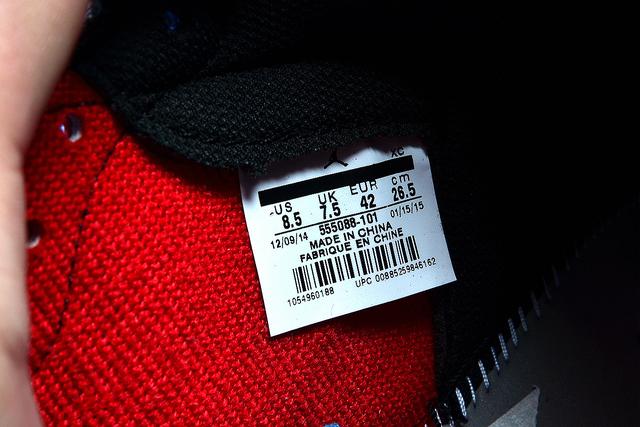 XC
US UK EUR cm
8.5 7.5 42 26.5
12/09/14 555088-101 01/15/15
MADE IN CHINA
FABRIQUE EN CHINE
1054960188 UPC 00885259846162